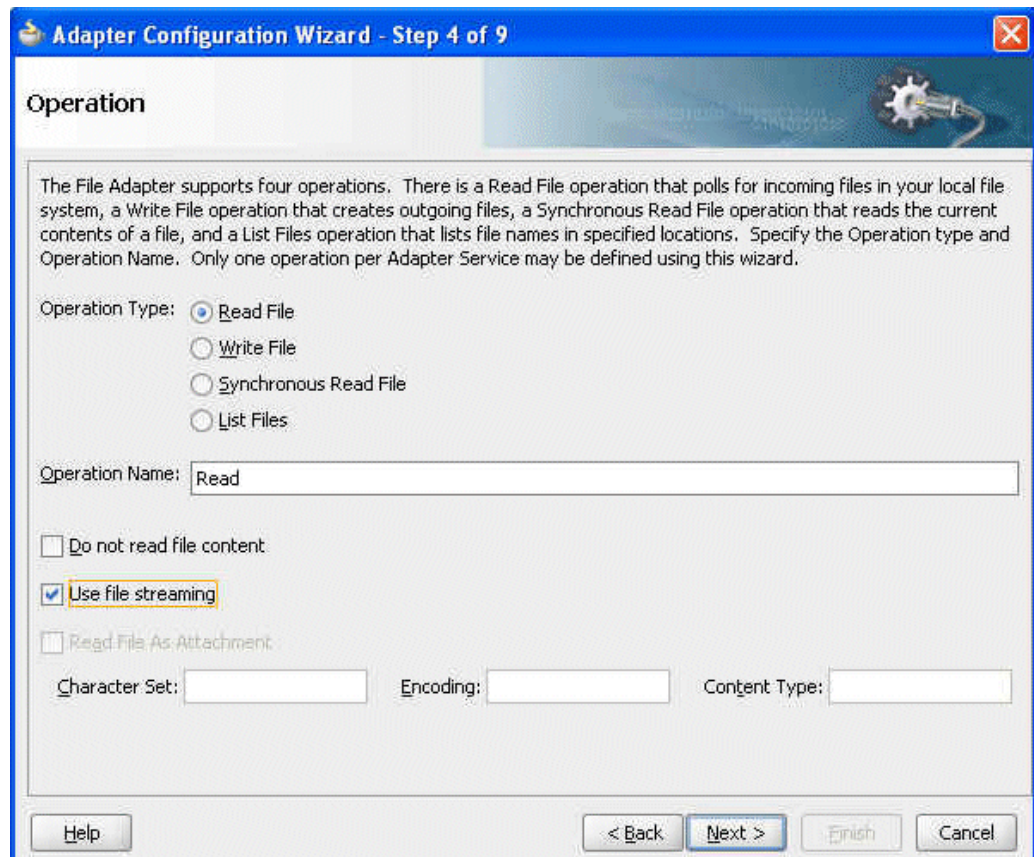 Adapter Configuration Wizard - Step 4 of 9
Operation
The File Adapter supports four operations. There is a Read File operation that polls for incoming files in your local file
system, a Write File operation that creates outgoing files, a Synchronous Read File operation that reads the current
contents of a file, and a List Files operation that lists file names in specified locations. Specify the Operation type and
Operation Name. Only one operation per Adapter Service may be defined using this wizard.
Operation Type: Read File
Write File
Synchronous Read File
List Files
Operation Name: Read
Do not read file content
Use file streaming
Read File As Attachment
Character Set: Encoding: Content Type:
Help < Back Next > Finish Cancel